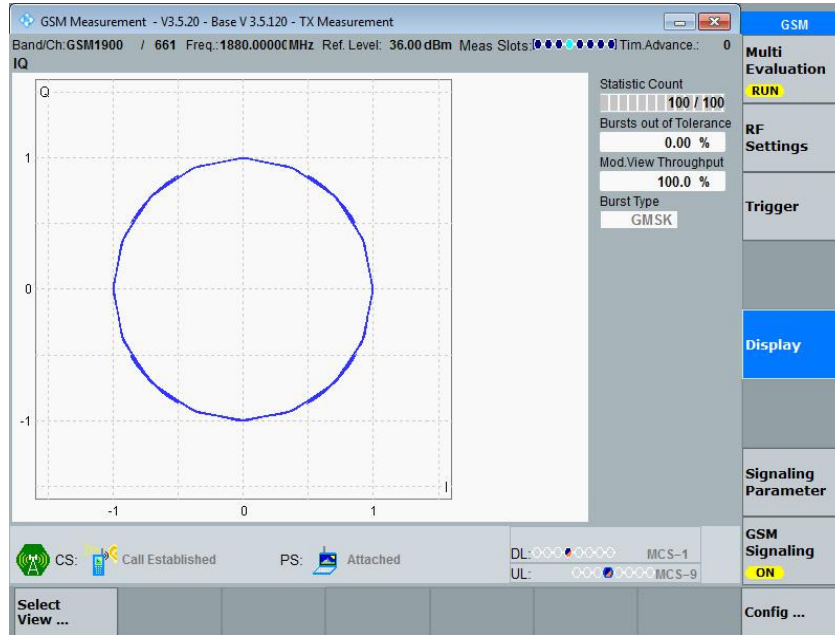 GSM Measurement - V3.5.20 - Base V 3.5.120 - TX Measurement
GSM
Band/Ch: GSM1900 / 661 Freq.: 1880.0000(MHz Ref. Level: 36.00 dBm Meas Slots: Tim.Advance.: 0
IQ
Multi
Evaluation
RUN
Q
1
0
-1
-1 0 1
I
Statistic Count
100 / 100
Bursts out of Tolerance
0.00 %
Mod.View Throughput
100.0 %
Burst Type
GMSK
RF
Settings
Trigger
Display
Signaling
Parameter
GSM
Signaling
ON
CS: Call Established PS: Attached
DL: MCS-1
UL: MCS-9
Select
View ...
Config ...